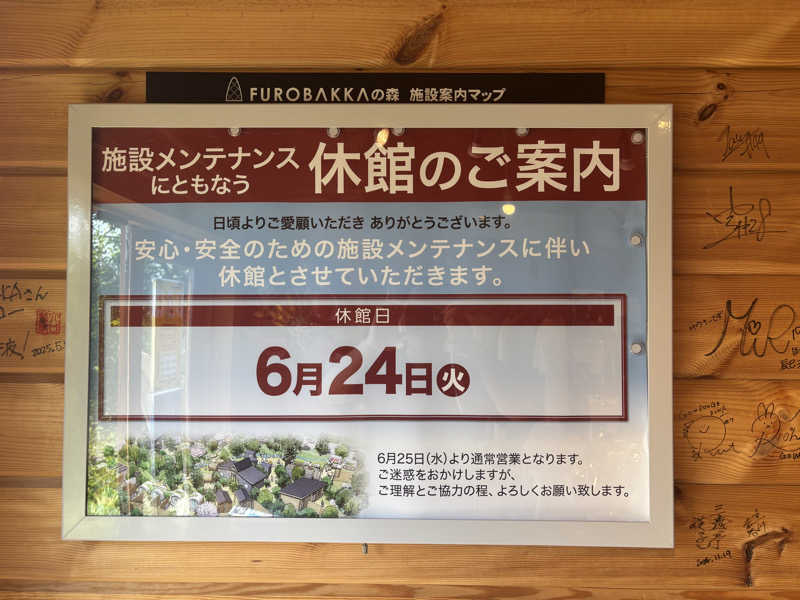 FUROBAKKAの森 施設案内マップ
施設メンテナンス
にともなう
休館のご案内
日頃よりご愛顧いただき ありがとうございます。
安心・安全のための施設メンテナンスに伴い
休館とさせていただきます。
休館日
6月24日火
6月25日(水)より通常営業となります。
ご迷惑をおかけしますが、
ご理解とご協力の程、よろしくお願い致します。
KAさん
2025.5.